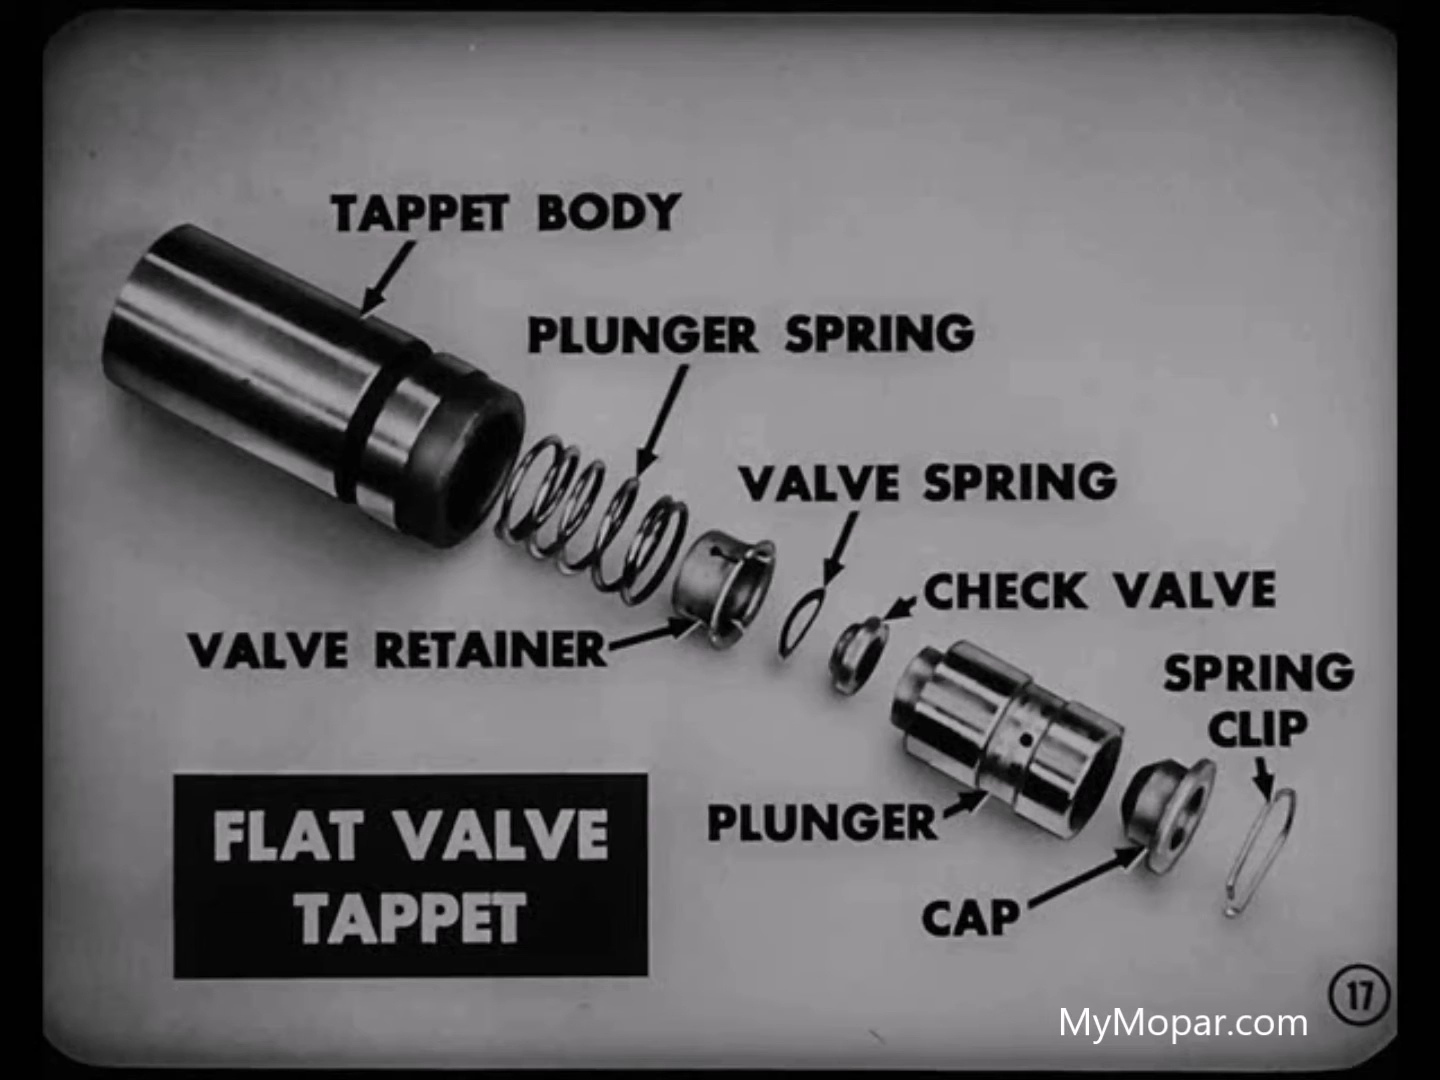 TAPPET BODY
PLUNGER SPRING
VALVE SPRING
CHECK VALVE
VALVE RETAINER
SPRING
CLIP
PLUNGER
CAP
FLAT VALVE
TAPPET
17
MyMopar.com